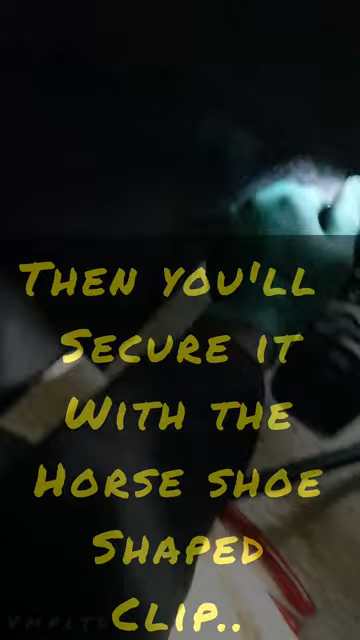 Then you'll
Secure it
With the
Horse shoe
Shaped
Clip..